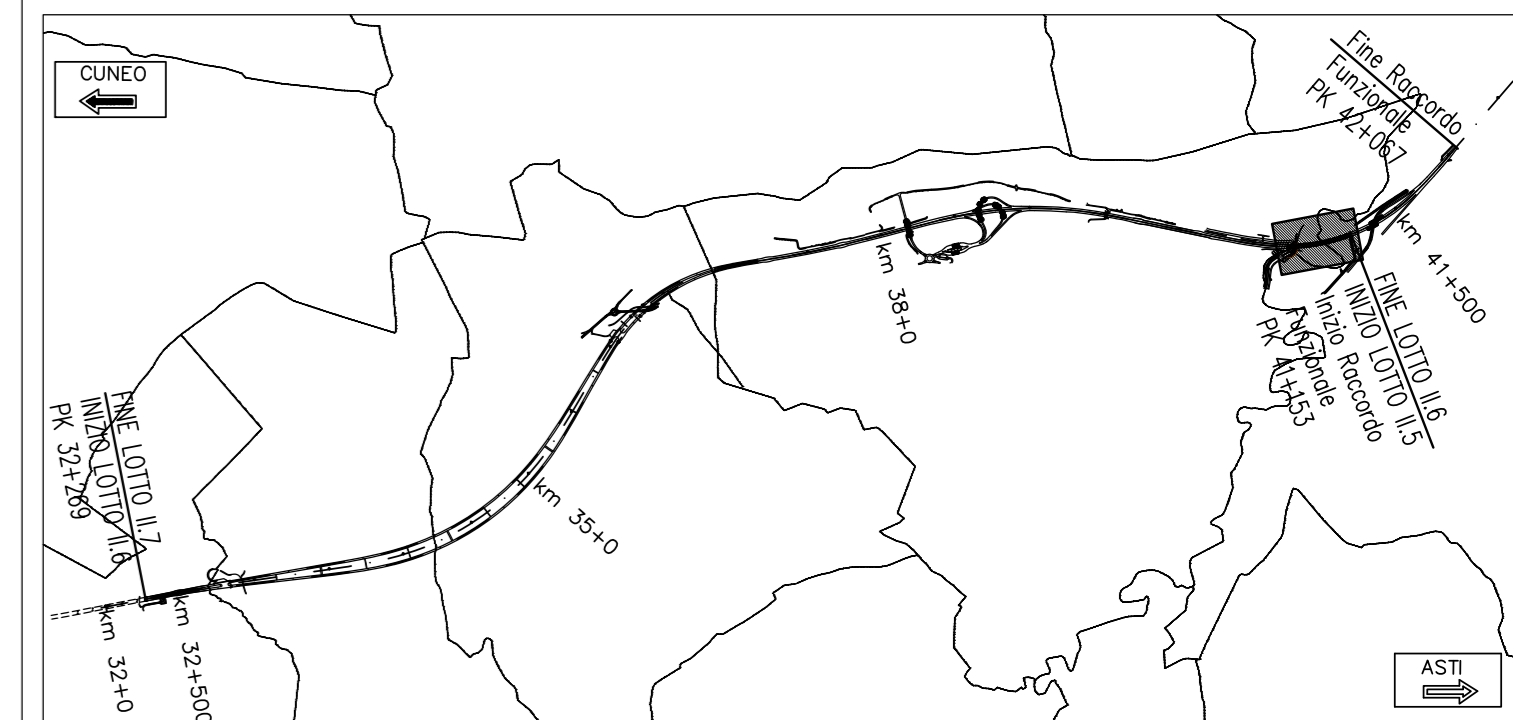 CUNEO
Fine Raccordo
Funzionale
PK 42+067
km 41+500
FINE LOTTO II.6
INIZIO LOTTO II.5
Inizio Raccordo
Funzionale
PK 41+153
km 38+0
km 35+0
FINE LOTTO II.7
INIZIO LOTTO II.6
PK 32+269
km 32+0
km 32+500
ASTI